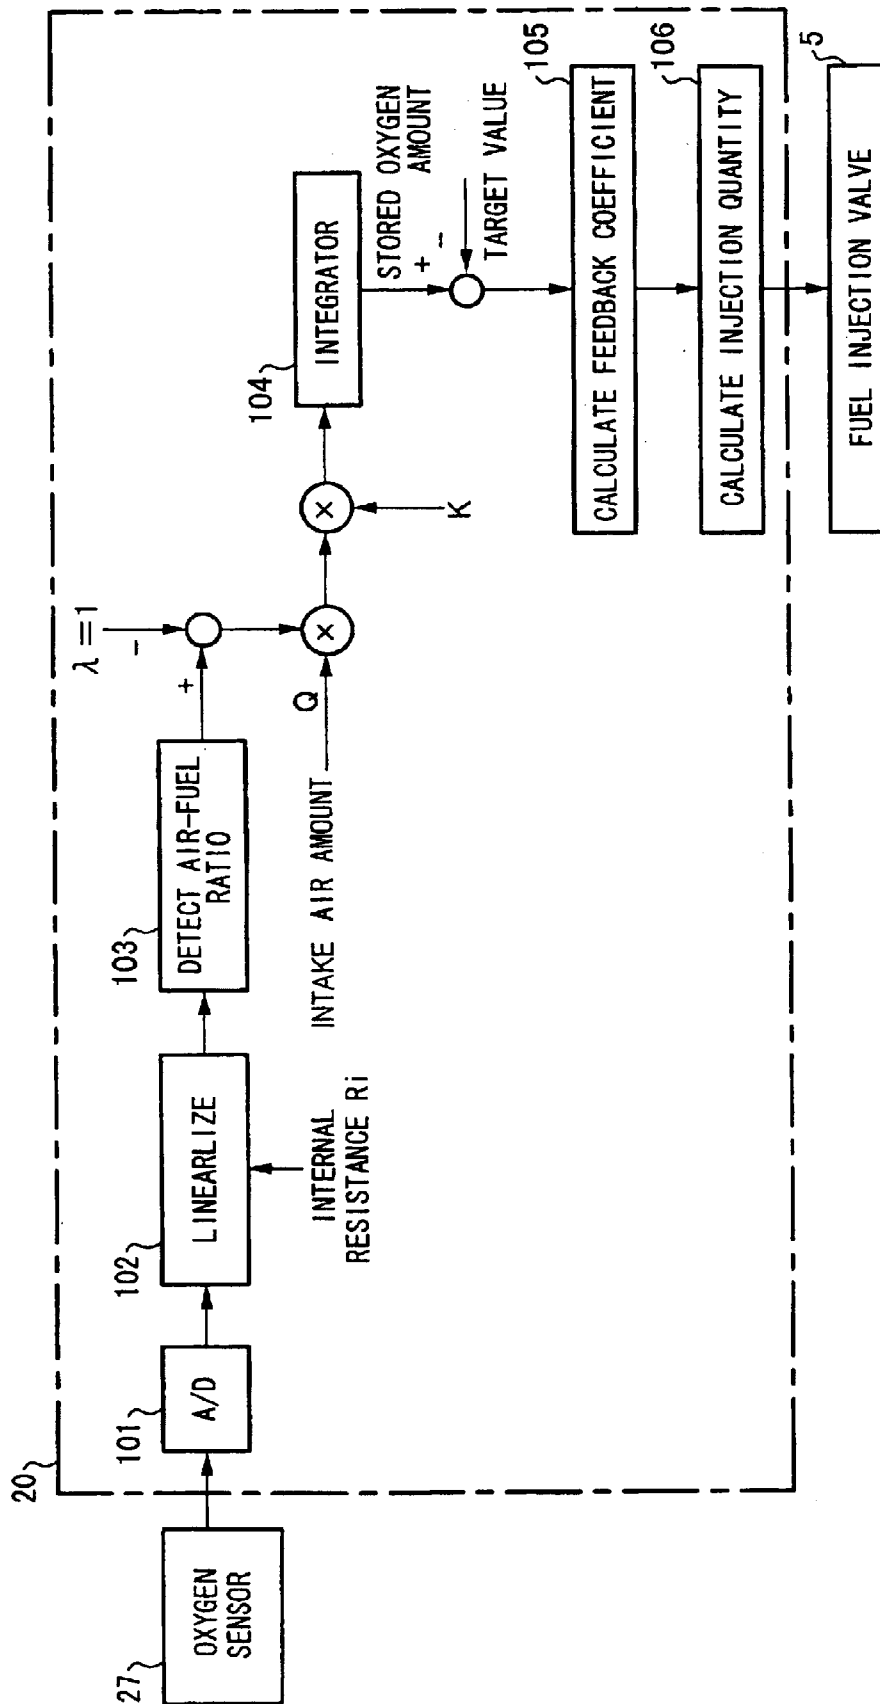 20
27
OXYGEN
SENSOR
101
A/D
102
LINEARLIZE
INTERNAL
RESISTANCE Ri
103
DETECT AIR-FUEL
RATIO
+
λ=1
-
INTAKE AIR AMOUNT
Q
×
×
K
104
INTEGRATOR
STORED OXYGEN
AMOUNT
+
-
TARGET VALUE
105
CALCULATE FEEDBACK COEFFICIENT
106
CALCULATE INJECTION QUANTITY
5
FUEL INJECTION VALVE